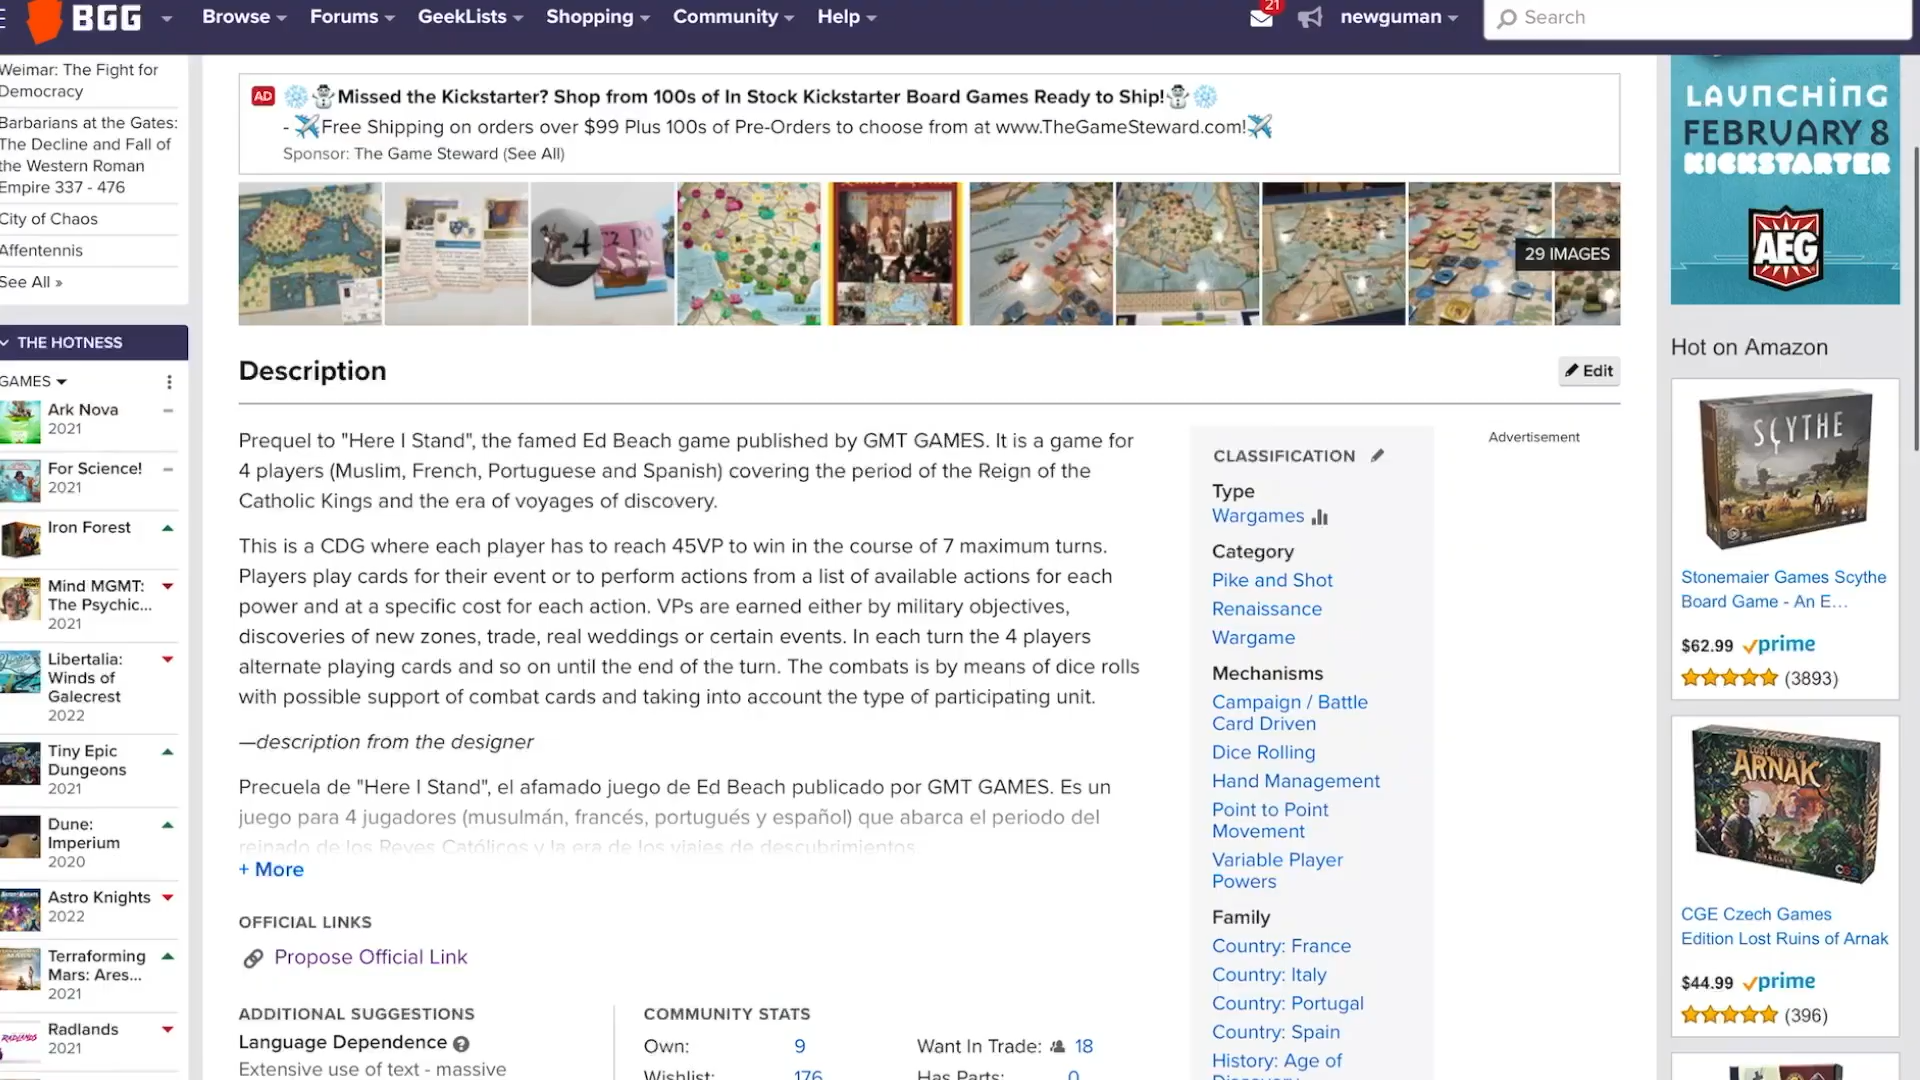 BGG
Browse
Forums
GeekLists
Shopping
Community
Help
21
newguman
Search
Weimar: The Fight for
Democracy
Barbarians at the Gates:
The Decline and Fall of
the Western Roman
Empire 337 - 476
City of Chaos
Affentennis
See All »
THE HOTNESS
GAMES
Ark Nova
2021
For Science!
2021
Iron Forest
Mind MGMT:
The Psychic...
2021
Libertalia:
Winds of
Galecrest
2022
Tiny Epic
Dungeons
2021
Dune:
Imperium
2020
Astro Knights
2022
Terraforming
Mars: Ares...
2021
Radlands
2021
AD
Missed the Kickstarter? Shop from 100s of In Stock Kickstarter Board Games Ready to Ship!
- Free Shipping on orders over $99 Plus 100s of Pre-Orders to choose from at www.TheGameSteward.com!
Sponsor: The Game Steward (See All)
29 IMAGES
Description
Edit
Prequel to "Here I Stand", the famed Ed Beach game published by GMT GAMES. It is a game for
4 players (Muslim, French, Portuguese and Spanish) covering the period of the Reign of the
Catholic Kings and the era of voyages of discovery.
This is a CDG where each player has to reach 45VP to win in the course of 7 maximum turns.
Players play cards for their event or to perform actions from a list of available actions for each
power and at a specific cost for each action. VPs are earned either by military objectives,
discoveries of new zones, trade, real weddings or certain events. In each turn the 4 players
alternate playing cards and so on until the end of the turn. The combats is by means of dice rolls
with possible support of combat cards and taking into account the type of participating unit.
—description from the designer
Precuela de "Here I Stand", el afamado juego de Ed Beach publicado por GMT GAMES. Es un
juego para 4 jugadores (musulmán, francés, portugués y español) que abarca el periodo del
reinado de los Reyes Católicos y la era de los viajes de descubrimientos.
+ More
OFFICIAL LINKS
Propose Official Link
ADDITIONAL SUGGESTIONS
Language Dependence
Extensive use of text - massive
COMMUNITY STATS
Own: 9
Want In Trade: 18
Wishlist: 176
Has Parts: 0
CLASSIFICATION
Type
Wargames
Category
Pike and Shot
Renaissance
Wargame
Mechanisms
Campaign / Battle
Card Driven
Dice Rolling
Hand Management
Point to Point
Movement
Variable Player
Powers
Family
Country: France
Country: Italy
Country: Portugal
Country: Spain
History: Age of
Discovery
Advertisement
LAUNCHING
FEBRUARY 8
KICKSTARTER
AEG
Hot on Amazon
SCYTHE
Stonemaier Games Scythe
Board Game - An E...
$62.99 prime
(3893)
LOST RUINS OF
ARNAK
CGE Czech Games
Edition Lost Ruins of Arnak
$44.99 prime
(396)